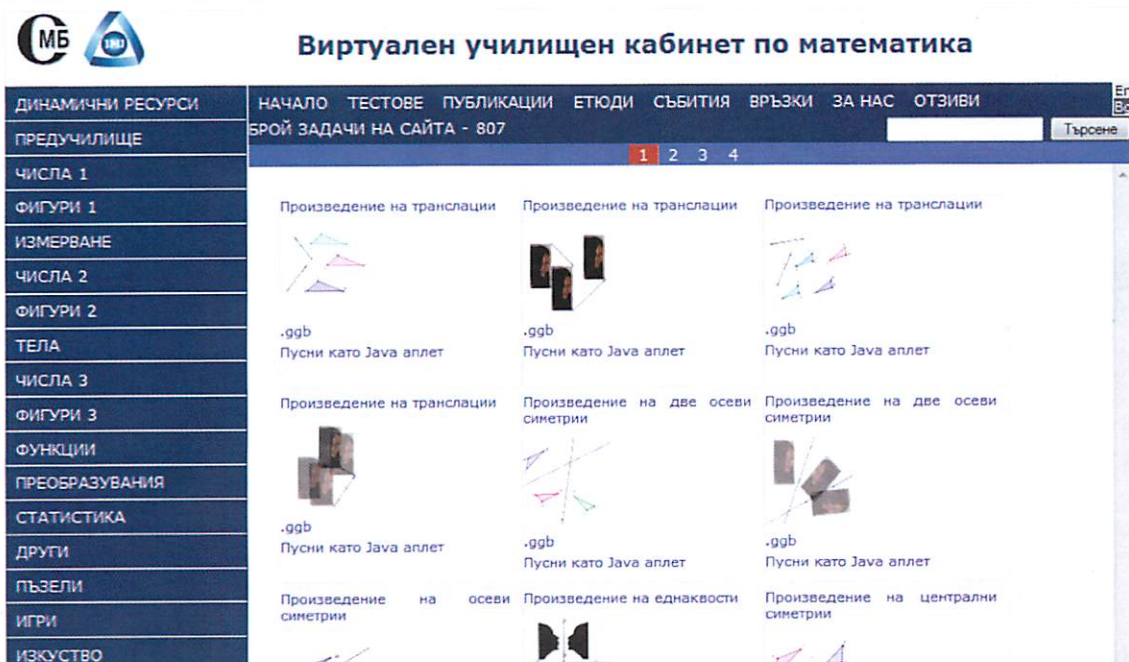 СМБ
Виртуален училищен кабинет по математика
ДИНАМИЧНИ РЕСУРСИ
ПРЕДУЧИЛИЩЕ
ЧИСЛА 1
ФИГУРИ 1
ИЗМЕРВАНЕ
ЧИСЛА 2
ФИГУРИ 2
ТЕЛА
ЧИСЛА 3
ФИГУРИ 3
ФУНКЦИИ
ПРЕОБРАЗУВАНИЯ
СТАТИСТИКА
ДРУГИ
ПЪЗЕЛИ
ИГРИ
ИЗКУСТВО
НАЧАЛО ТЕСТОВЕ ПУБЛИКАЦИИ ЕТЮДИ СЪБИТИЯ ВРЪЗКИ ЗА НАС ОТЗИВИ
БРОЙ ЗАДАЧИ НА САЙТА - 807
Търсене
1 2 3 4
Произведение на транслации
.ggb
Пусни като Java аплет
Произведение на транслации
.ggb
Пусни като Java аплет
Произведение на транслации
.ggb
Пусни като Java аплет
Произведение на транслации
.ggb
Пусни като Java аплет
Произведение на две осеви
симетрии
.ggb
Пусни като Java аплет
Произведение на две осеви
симетрии
.ggb
Пусни като Java аплет
Произведение на осеви
симетрии
Произведение на еднаквости
Произведение на централни
симетрии